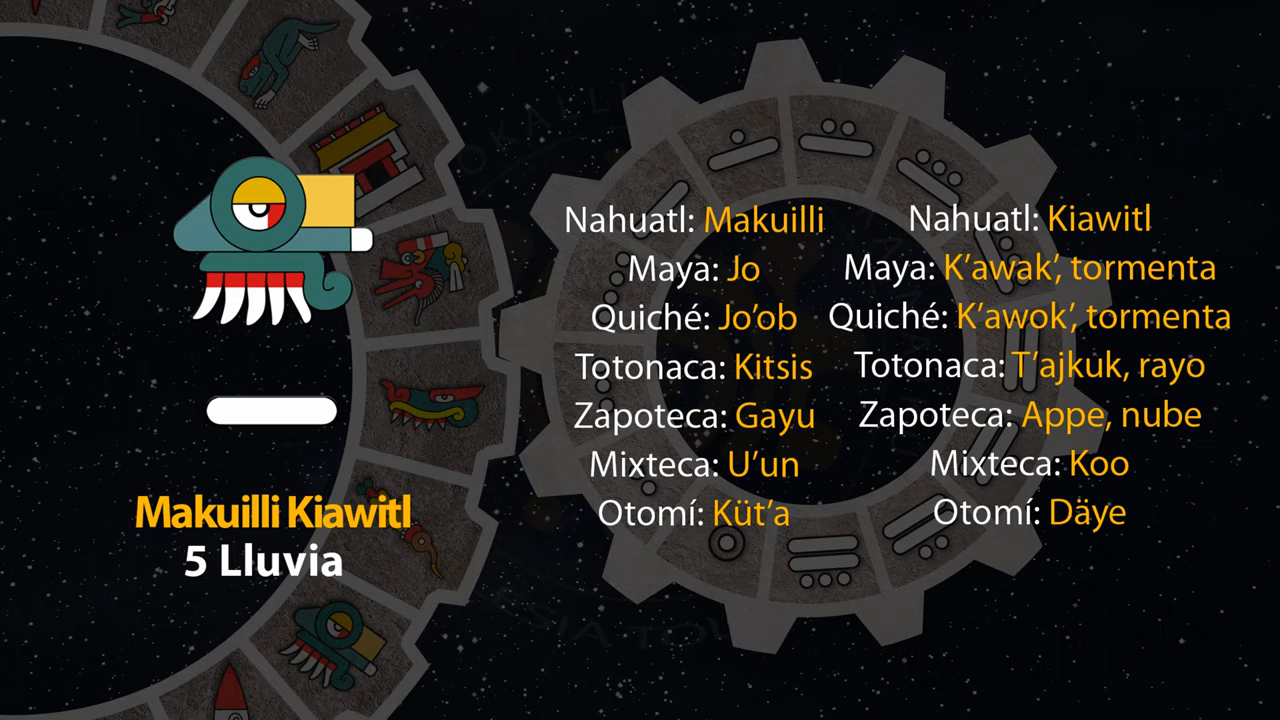 Makuilli Kiawitl
5 Lluvia
Nahuatl: Makuilli
Maya: Jo
Quiché: Jo’ob
Totonaca: Kitsis
Zapoteca: Gayu
Mixteca: U’un
Otomí: Küt’a
Nahuatl: Kiawitl
Maya: K’awak’, tormenta
Quiché: K’awok’, tormenta
Totonaca: T’ajkuk, rayo
Zapoteca: Appe, nube
Mixteca: Koo
Otomí: Däye